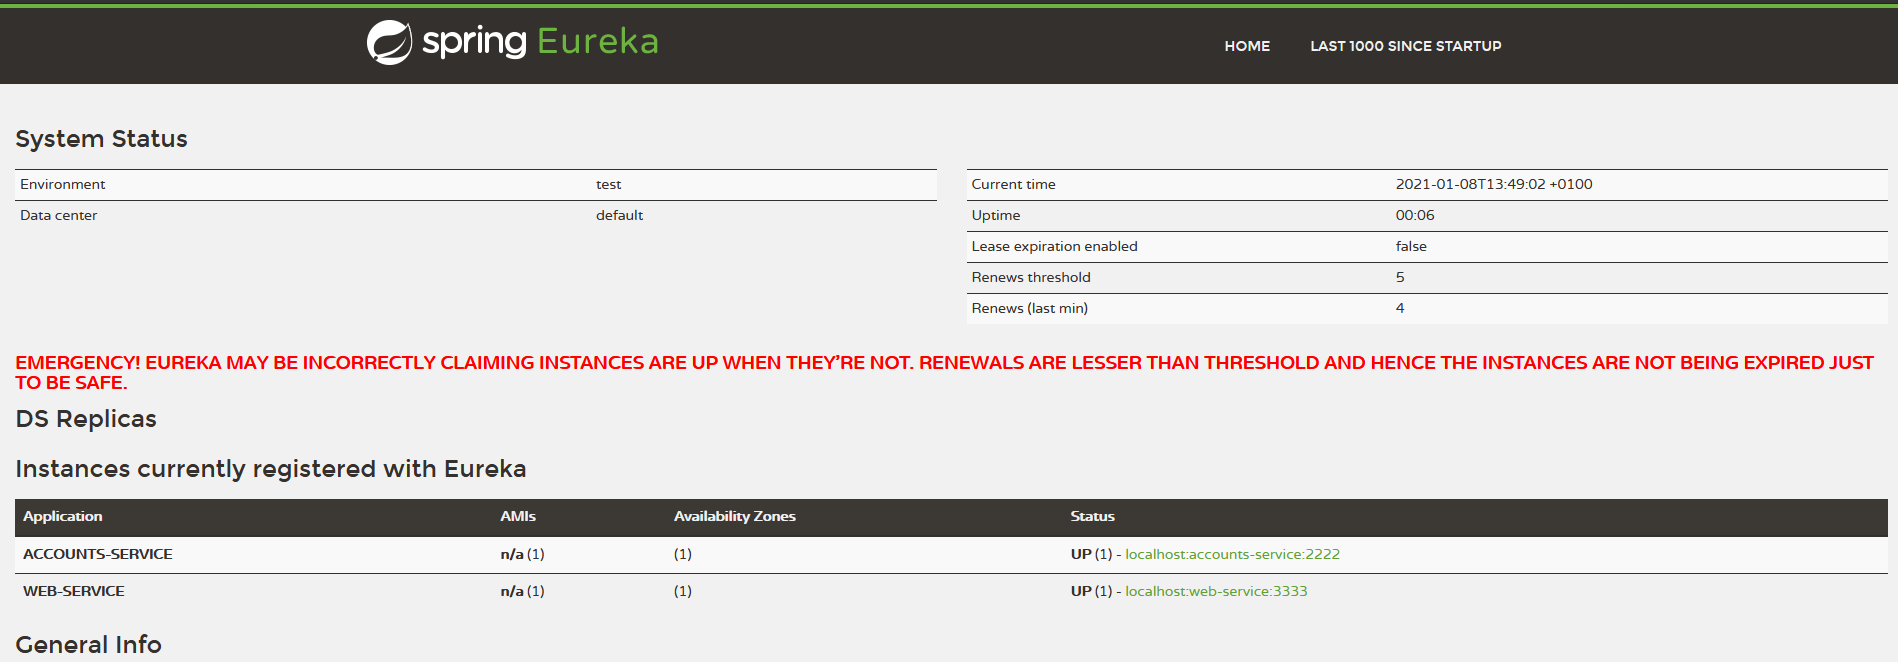 spring Eureka
HOME LAST 1000 SINCE STARTUP
System Status
Environment test
Data center default
Current time 2021-01-08T13:49:02 +0100
Uptime 00:06
Lease expiration enabled false
Renews threshold 5
Renews (last min) 4
EMERGENCY! EUREKA MAY BE INCORRECTLY CLAIMING INSTANCES ARE UP WHEN THEY'RE NOT. RENEWALS ARE LESSER THAN THRESHOLD AND HENCE THE INSTANCES ARE NOT BEING EXPIRED JUST
TO BE SAFE.
DS Replicas
Instances currently registered with Eureka
Application AMIs Availability Zones Status
ACCOUNTS-SERVICE n/a (1) (1) UP (1) - localhost:accounts-service:2222
WEB-SERVICE n/a (1) (1) UP (1) - localhost:web-service:3333
General Info